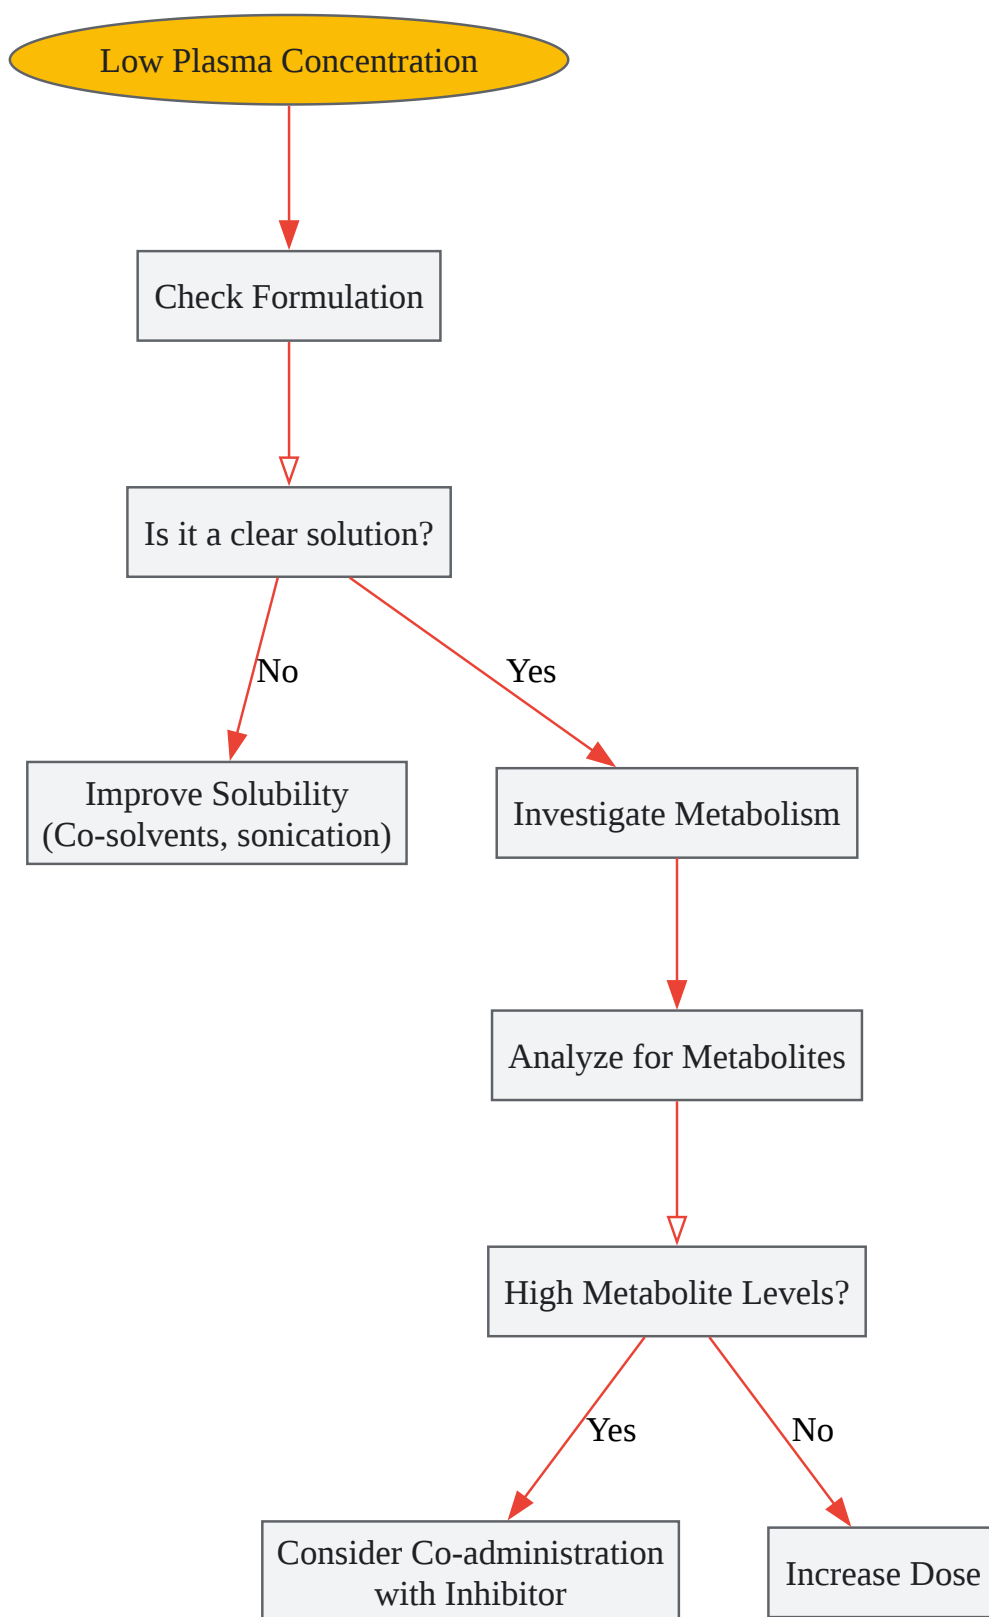 Low Plasma Concentration
Check Formulation
Is it a clear solution?
No
Yes
Improve Solubility
(Co-solvents, sonication)
Investigate Metabolism
Analyze for Metabolites
High Metabolite Levels?
Yes
No
Consider Co-administration
with Inhibitor
Increase Dose